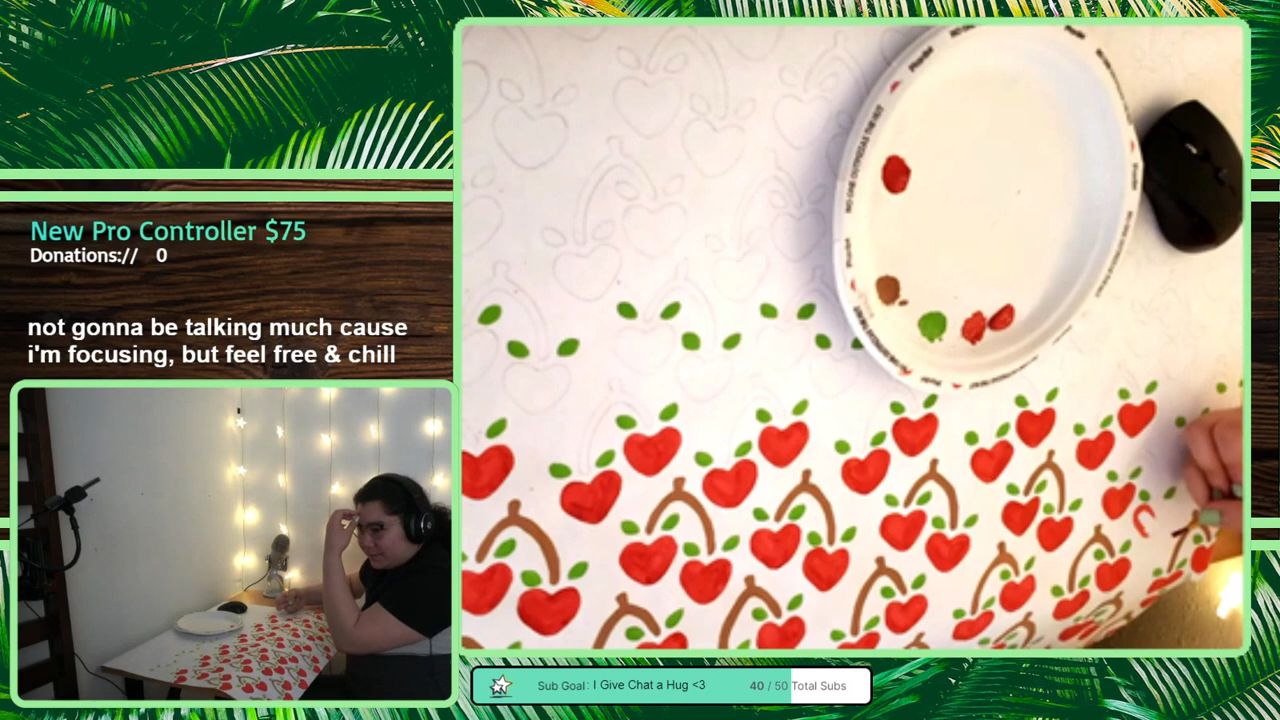 New Pro Controller $75
Donations:// 0
not gonna be talking much cause
i'm focusing, but feel free & chill
Sub Goal: I Give Chat a Hug <3 40 / 50 Total Subs